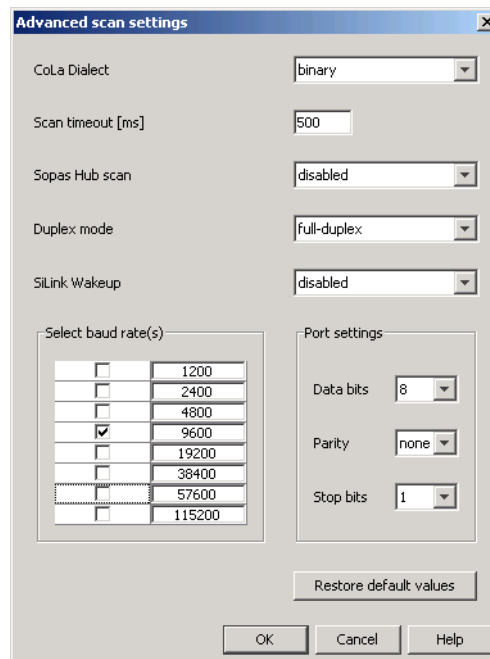 Advanced scan settings
CoLa Dialect binary
Scan timeout [ms] 500
Sopas Hub scan disabled
Duplex mode full-duplex
SiLink Wakeup disabled
Select baud rate(s)
1200
2400
4800
9600
19200
38400
57600
115200
Port settings
Data bits 8
Parity none
Stop bits 1
Restore default values
OK Cancel Help